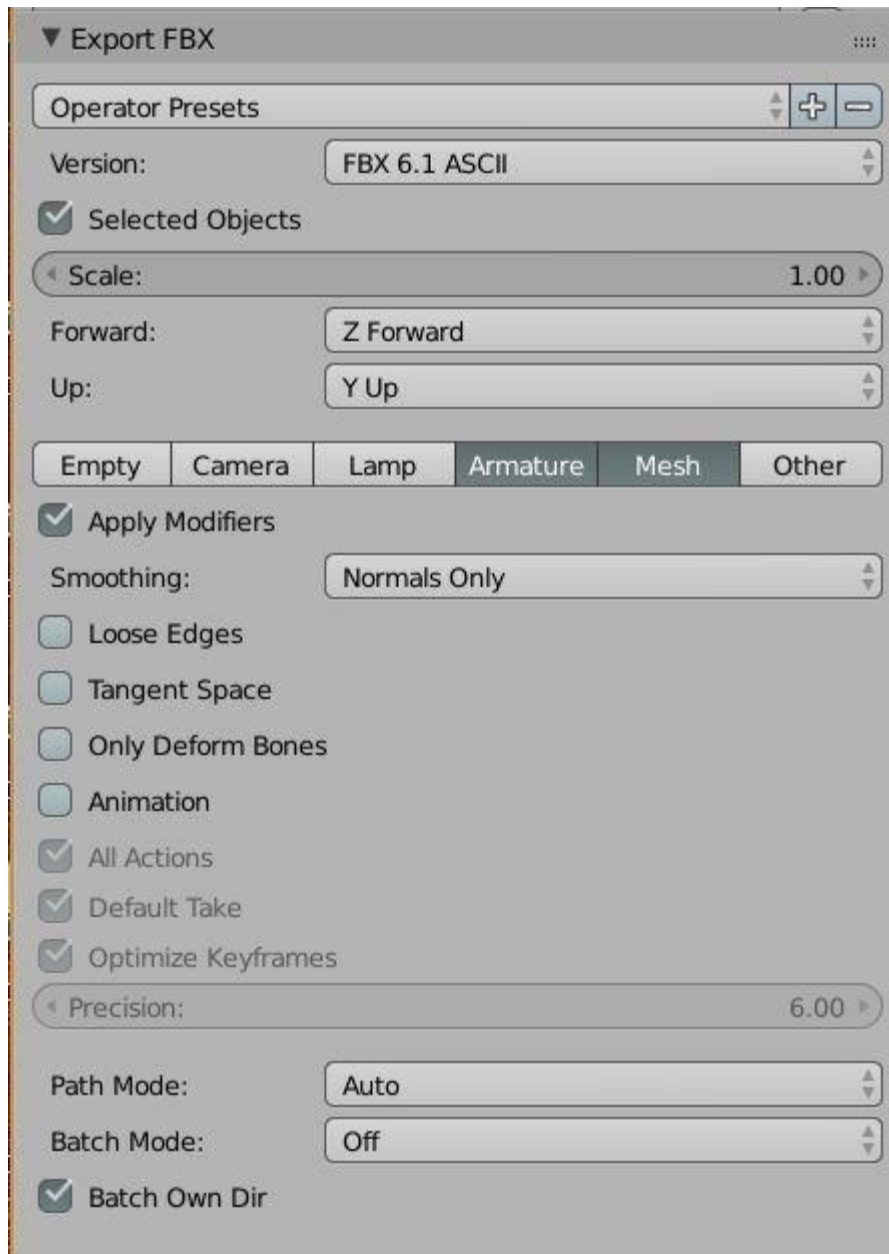 Export FBX
Operator Presets
Version: FBX 6.1 ASCII
Selected Objects
Scale: 1.00
Forward: Z Forward
Up: Y Up
Empty Camera Lamp Armature Mesh Other
Apply Modifiers
Smoothing: Normals Only
Loose Edges
Tangent Space
Only Deform Bones
Animation
All Actions
Default Take
Optimize Keyframes
Precision: 6.00
Path Mode: Auto
Batch Mode: Off
Batch Own Dir